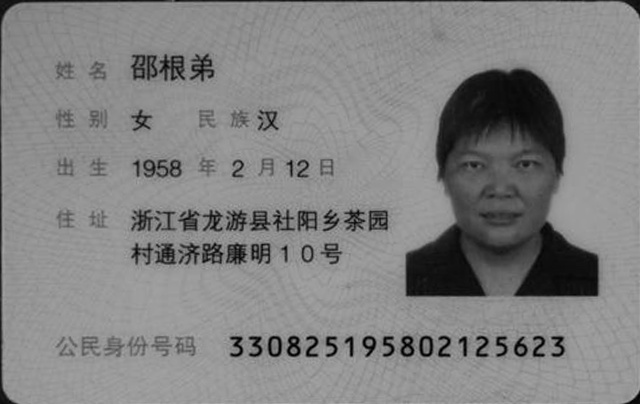 姓名 邵根弟
性别 女 民族 汉
出生 1958 年 2 月 12 日
住址 浙江省龙游县社阳乡茶园
村通济路廉明10号
公民身份号码 330825195802125623